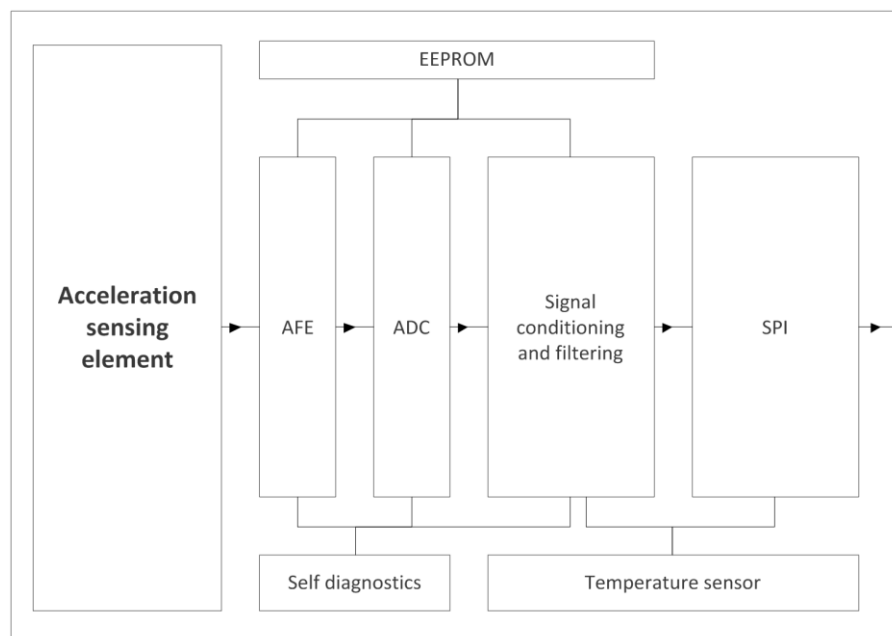 EEPROM
Acceleration
sensing
element
AFE
ADC
Signal
conditioning
and filtering
SPI
Self diagnostics
Temperature sensor